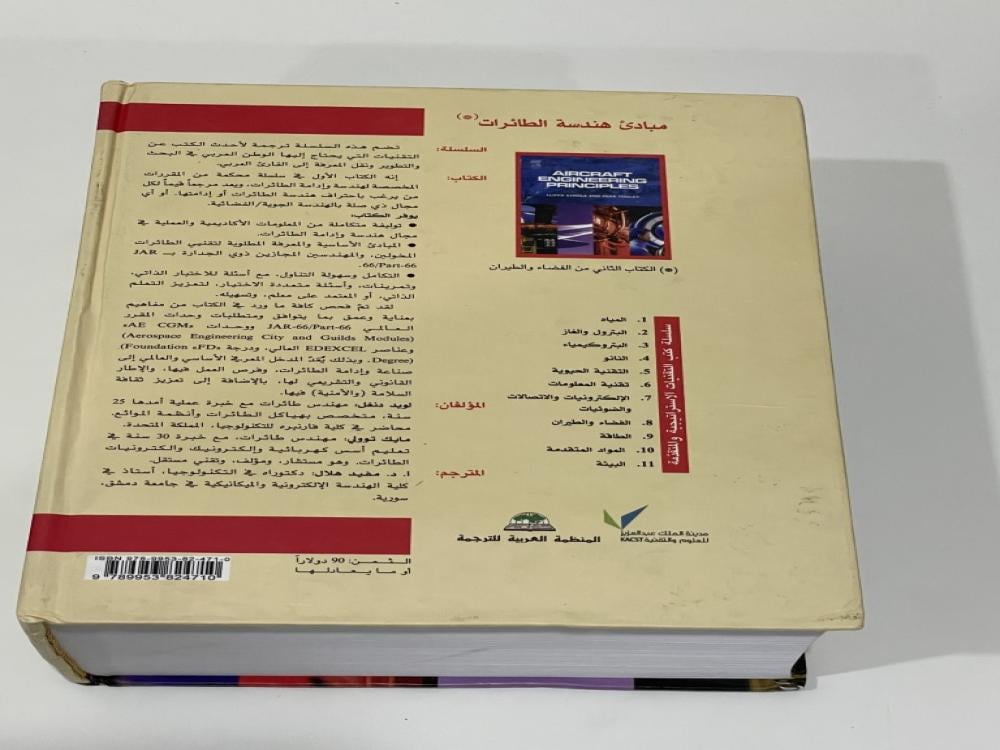 مبادئ هندسة الطائرات (*)
السلسلة:
تضم هذه السلسلة ترجمة لأحدث الكتب عن
التقنيات التي يحتاج إليها الوطن العربي في البحث
والتطوير ونقل المعرفة إلى القارئ العربي.
الكتاب:
إنه الكتاب الأول في سلسلة محكمة من المقررات
المخصصة لهندسة وإدامة الطائرات، ويعد مرجعاً قيماً لكل
من يرغب باحتراف هندسة الطائرات أو إدامتها، أو أي
مجال ذي صلة بالهندسة الجوية/الفضائية.
يوفر الكتاب:
• توليفة متكاملة من المعلومات الأكاديمية والعملية في
مجال هندسة وإدامة الطائرات.
• المبادئ الأساسية والمعرفة المطلوبة لتقنيي الطائرات
المخولين، والمهندسين المجازين ذوي الجدارة بـ JAR
66/Part-66.
• التكامل وسهولة التناول، مع أسئلة للاختبار الذاتي،
وتمرينات، وأسئلة متعددة الاختيار، لتعزيز التعلم
الذاتي، أو المعتمد على معلم، وتسهيله.
لقد تمّ فحص كافة ما ورد في الكتاب من مفاهيم
بعناية وعمق بما يتوافق ومتطلبات وحدات المقرر
العالمي JAR-66/Part-66 ووحدات «AE CGM»
(Aerospace Engineering City and Guilds Modules)
وعناصر EDEXCEL العالي، ودرجة «FD» Foundation)
Degree). وبذلك يُعَدّ المدخل المعرفي الأساسي والعالمي إلى
صناعة وإدامة الطائرات، وفرص العمل فيها، والإطار
القانوني والتشريعي لها، بالإضافة إلى تعزيز ثقافة
السلامة (والأمنية) فيها.
المؤلفان:
لويد دنغل: مهندس طائرات مع خبرة عملية أمدها 25
سنة، متخصص بهياكل الطائرات وأنظمة الموائع.
محاضر في كلية فارنبره للتكنولوجيا، المملكة المتحدة.
مايك توولي: مهندس طائرات، مع خبرة 30 سنة في
تعليم أسس كهربائية وإلكترونيك والكترونيات
الطائرات. وهو مستشار، ومؤلف، وتقني مستقل.
المترجم:
أ. د. مفيد هلال: دكتوراه في التكنولوجيا، أستاذ في
كلية الهندسة الإلكترونية والميكانيكية في جامعة دمشق،
سورية.
AIRCRAFT
ENGINEERING
PRINCIPLES
(*) الكتاب الثاني من الفضاء والطيران
سلسلة كتب التقنيات الاستراتيجية والمتقدمة
1. المياه
2. البترول والغاز
3. البتروكيمياء
4. النانو
5. التقنية الحيوية
6. تقنية المعلومات
7. الإلكترونيات والاتصالات
والضوئيات
8. الفضاء والطيران
9. الطاقة
10. المواد المتقدمة
11. البيئة
مدينة الملك عبدالعزيز
للعلوم والتقنية KACST
المنظمة العربية للترجمة
الثمن: 90 دولاراً
أو ما يعادلها
ISBN 978-9953-82-471-0
9 789953 824710